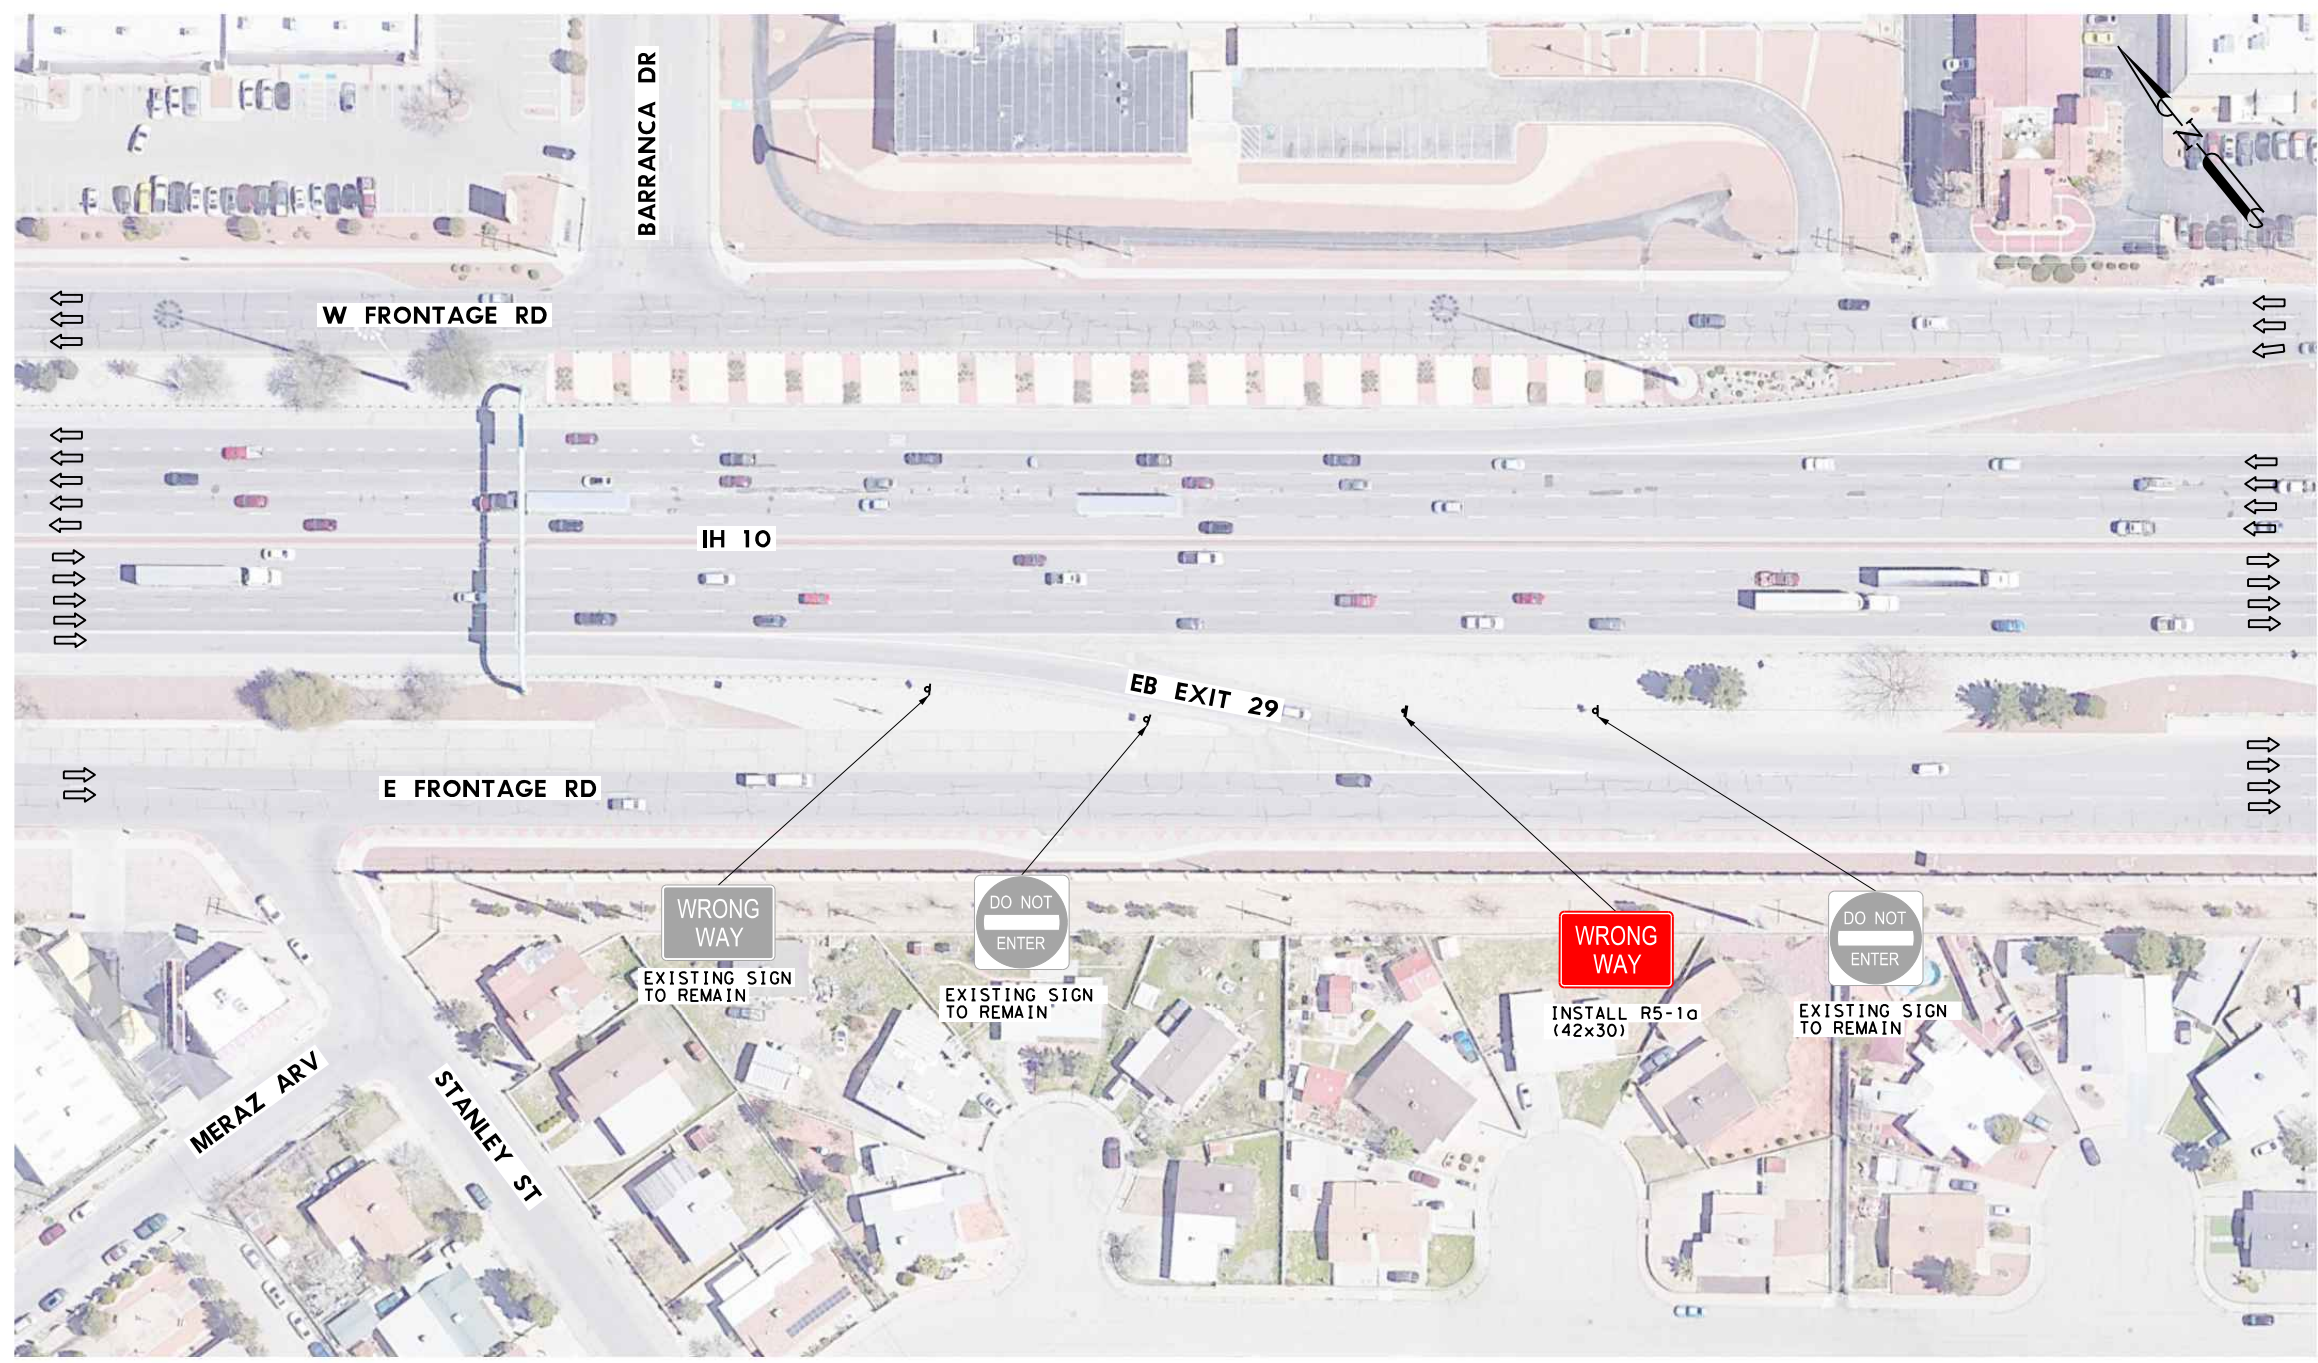 BARRANCA DR
N
W FRONTAGE RD
IH 10
EB EXIT 29
E FRONTAGE RD
WRONG
WAY
EXISTING SIGN
TO REMAIN
DO NOT
ENTER
EXISTING SIGN
TO REMAIN
WRONG
WAY
INSTALL R5-1a
(42x30)
DO NOT
ENTER
EXISTING SIGN
TO REMAIN
MERAZ ARV
STANLEY ST